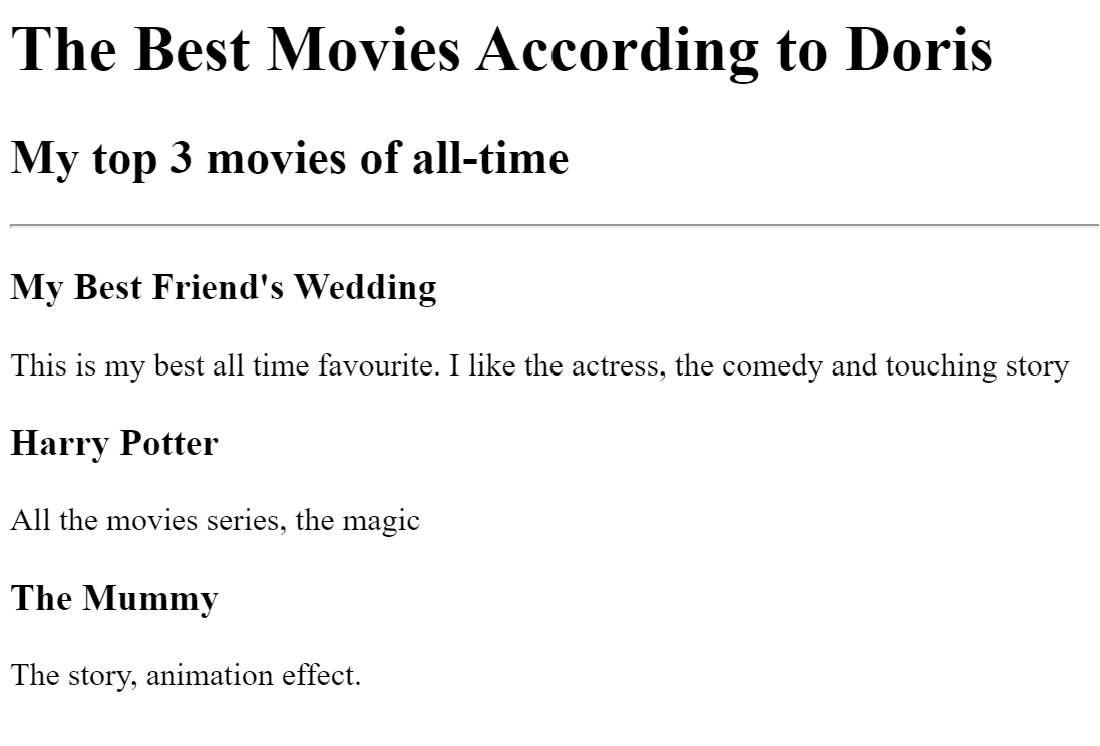 The Best Movies According to Doris
My top 3 movies of all-time
My Best Friend's Wedding
This is my best all time favourite. I like the actress, the comedy and touching story
Harry Potter
All the movies series, the magic
The Mummy
The story, animation effect.